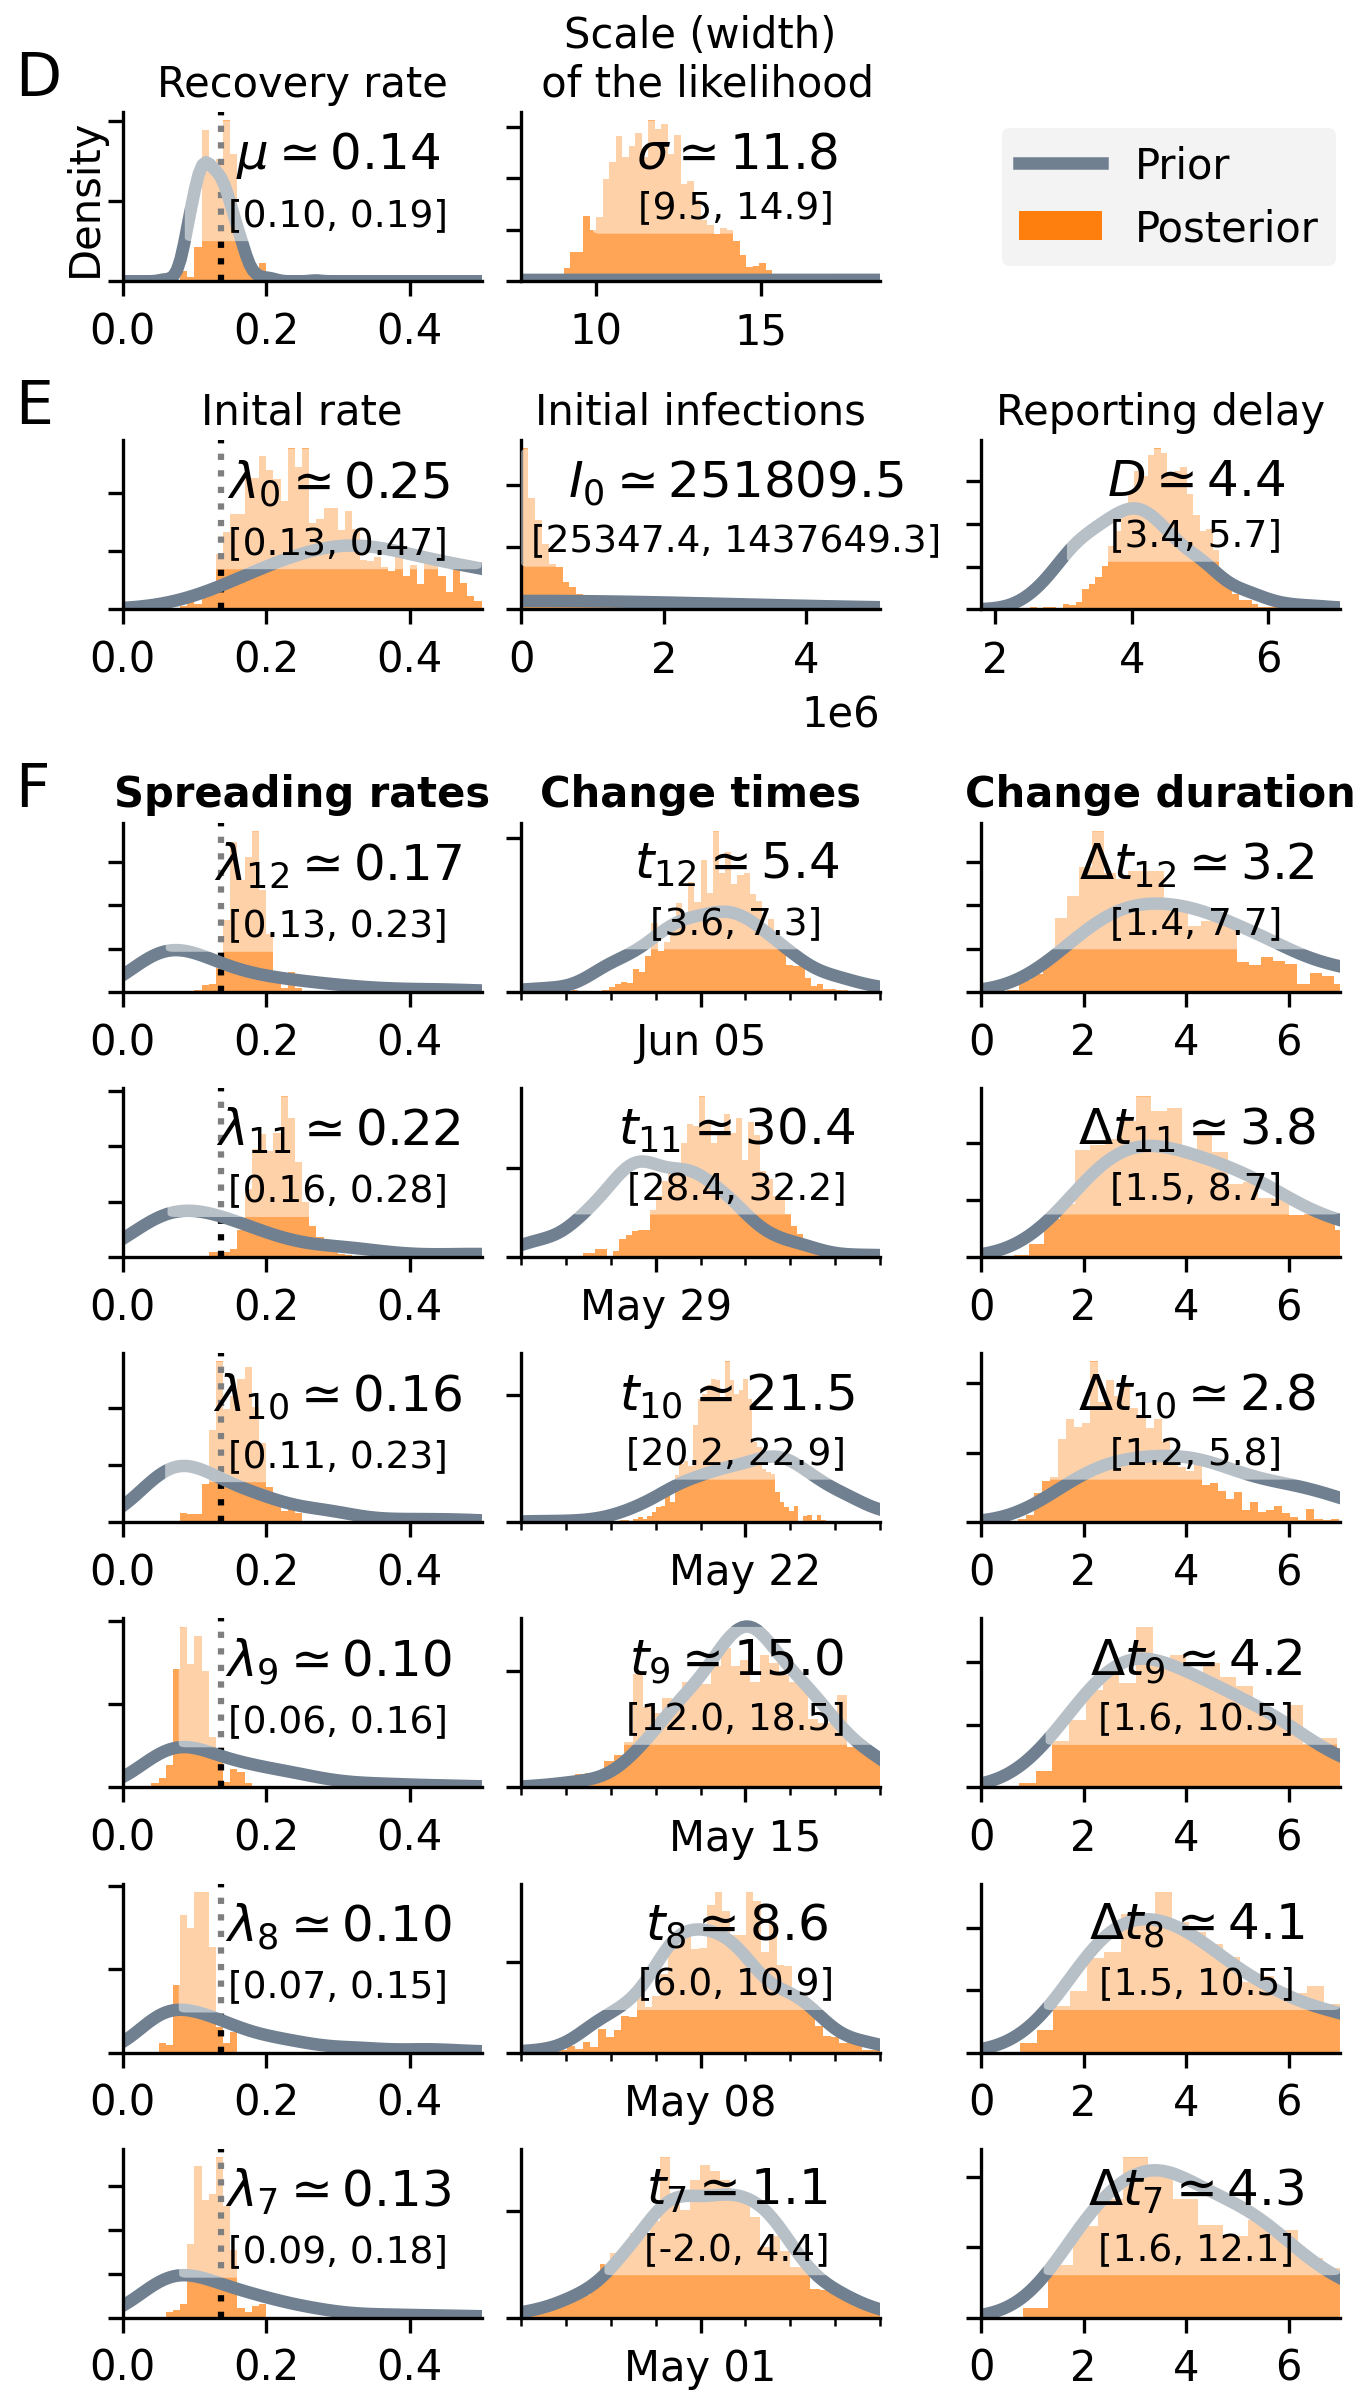 D
Recovery rate
Scale (width)
of the likelihood
Density
μ ≃ 0.14
[0.10, 0.19]
σ ≃ 11.8
[9.5, 14.9]
Prior
Posterior
0.0 0.2 0.4
10 15
E
Inital rate
Initial infections
Reporting delay
λ₀ ≃ 0.25
[0.13, 0.47]
I₀ ≃ 251809.5
[25347.4, 1437649.3]
D ≃ 4.4
[3.4, 5.7]
0.0 0.2 0.4
0 2 4
1e6
2 4 6
F
Spreading rates
Change times
Change duration
λ₁₂ ≃ 0.17
[0.13, 0.23]
t₁₂ ≃ 5.4
[3.6, 7.3]
Δt₁₂ ≃ 3.2
[1.4, 7.7]
0.0 0.2 0.4
Jun 05
0 2 4 6
λ₁₁ ≃ 0.22
[0.16, 0.28]
t₁₁ ≃ 30.4
[28.4, 32.2]
Δt₁₁ ≃ 3.8
[1.5, 8.7]
0.0 0.2 0.4
May 29
0 2 4 6
λ₁₀ ≃ 0.16
[0.11, 0.23]
t₁₀ ≃ 21.5
[20.2, 22.9]
Δt₁₀ ≃ 2.8
[1.2, 5.8]
0.0 0.2 0.4
May 22
0 2 4 6
λ₉ ≃ 0.10
[0.06, 0.16]
t₉ ≃ 15.0
[12.0, 18.5]
Δt₉ ≃ 4.2
[1.6, 10.5]
0.0 0.2 0.4
May 15
0 2 4 6
λ₈ ≃ 0.10
[0.07, 0.15]
t₈ ≃ 8.6
[6.0, 10.9]
Δt₈ ≃ 4.1
[1.5, 10.5]
0.0 0.2 0.4
May 08
0 2 4 6
λ₇ ≃ 0.13
[0.09, 0.18]
t₇ ≃ 1.1
[-2.0, 4.4]
Δt₇ ≃ 4.3
[1.6, 12.1]
0.0 0.2 0.4
May 01
0 2 4 6